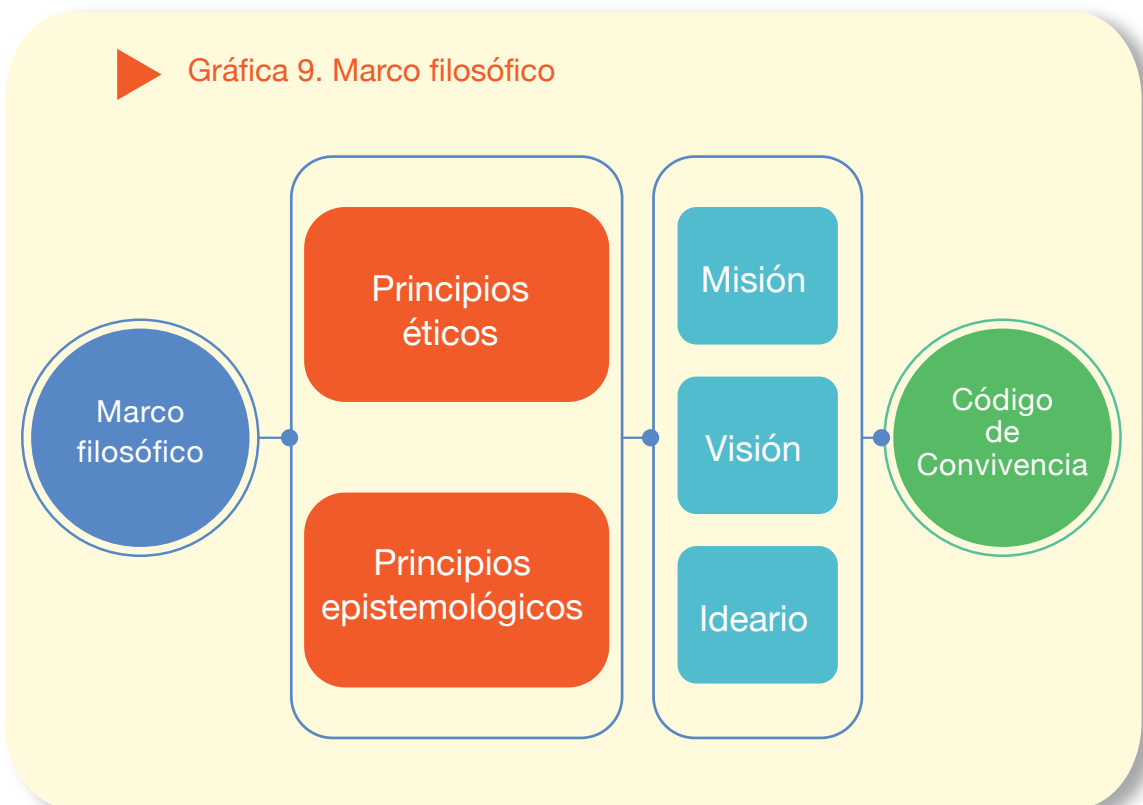 Gráfica 9. Marco filosófico
Marco
filosófico
Principios
éticos
Principios
epistemológicos
Misión
Visión
Ideario
Código
de
Convivencia